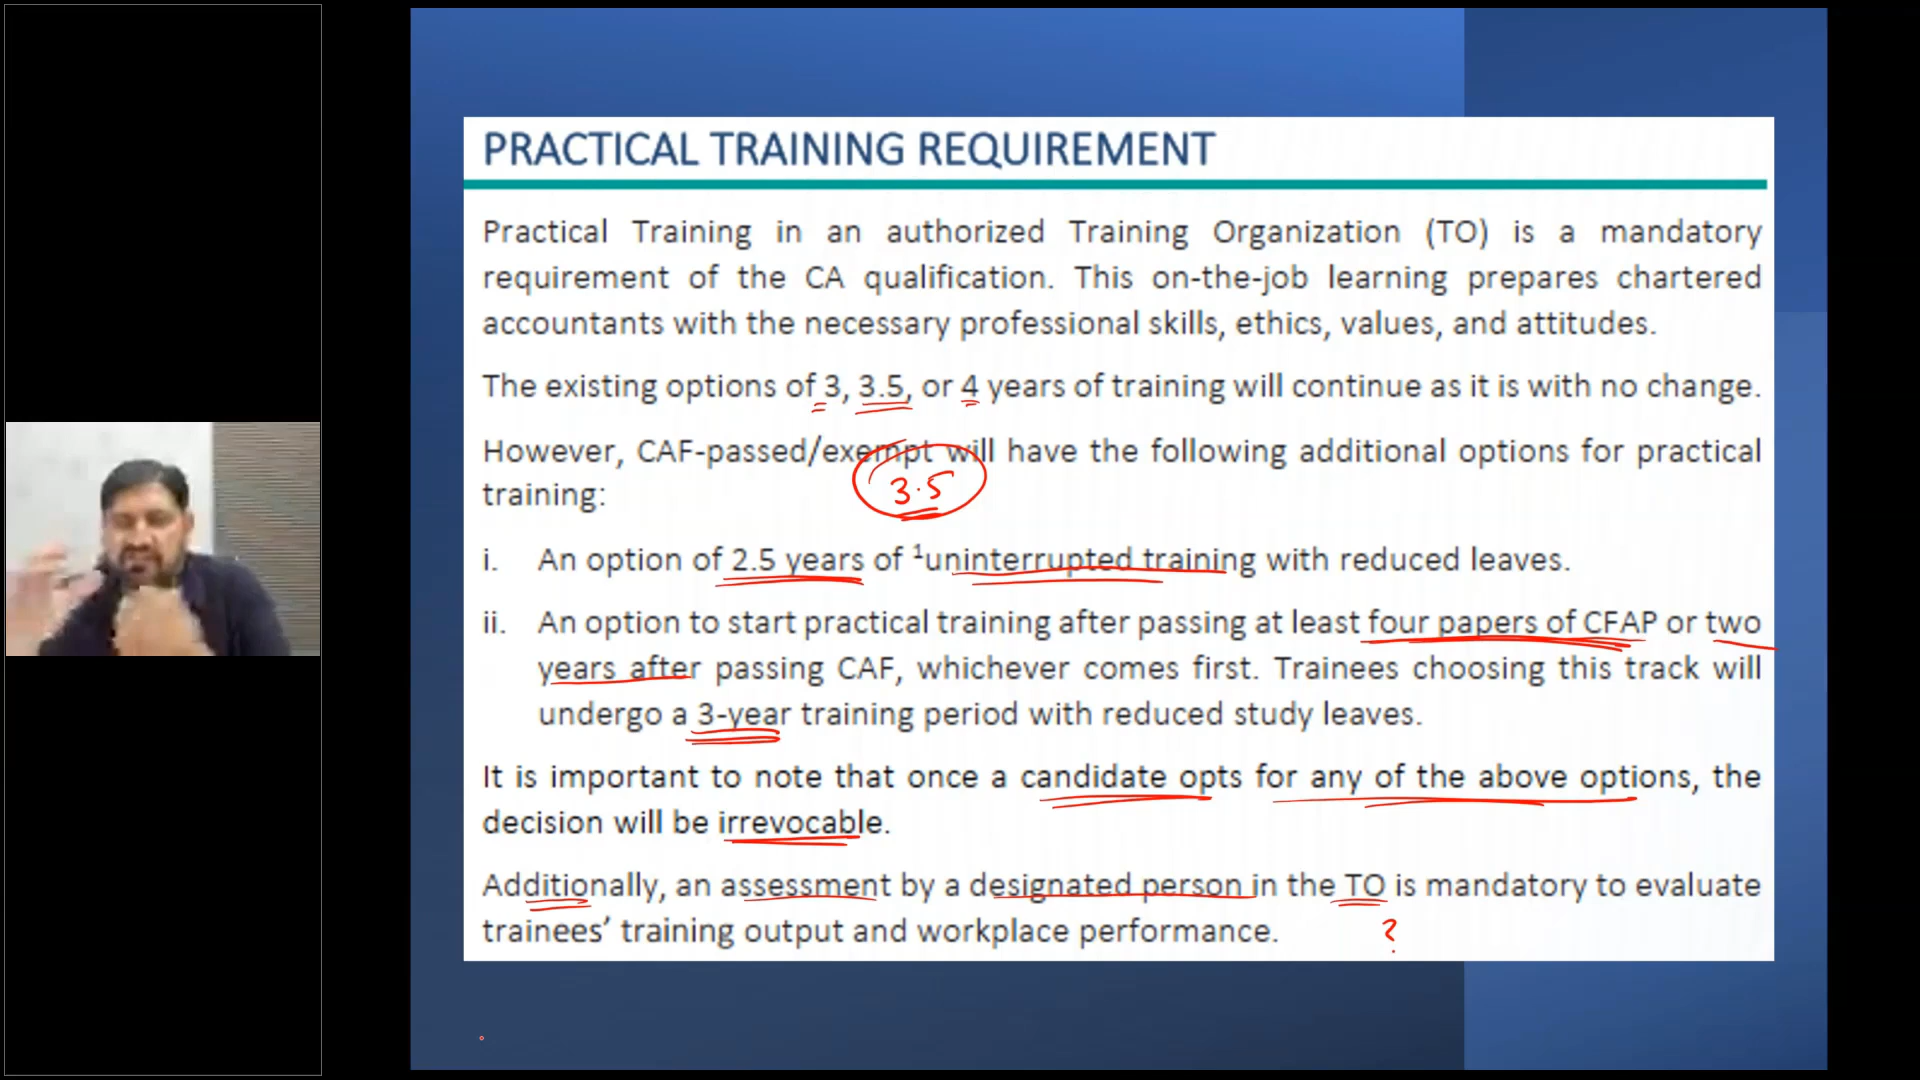 PRACTICAL TRAINING REQUIREMENT
Practical Training in an authorized Training Organization (TO) is a mandatory
requirement of the CA qualification. This on-the-job learning prepares chartered
accountants with the necessary professional skills, ethics, values, and attitudes.
The existing options of 3, 3.5, or 4 years of training will continue as it is with no change.
However, CAF-passed/exempt will have the following additional options for practical
training:
3.5
i. An option of 2.5 years of ¹uninterrupted training with reduced leaves.
ii. An option to start practical training after passing at least four papers of CFAP or two
years after passing CAF, whichever comes first. Trainees choosing this track will
undergo a 3-year training period with reduced study leaves.
It is important to note that once a candidate opts for any of the above options, the
decision will be irrevocable.
Additionally, an assessment by a designated person in the TO is mandatory to evaluate
trainees’ training output and workplace performance.
?